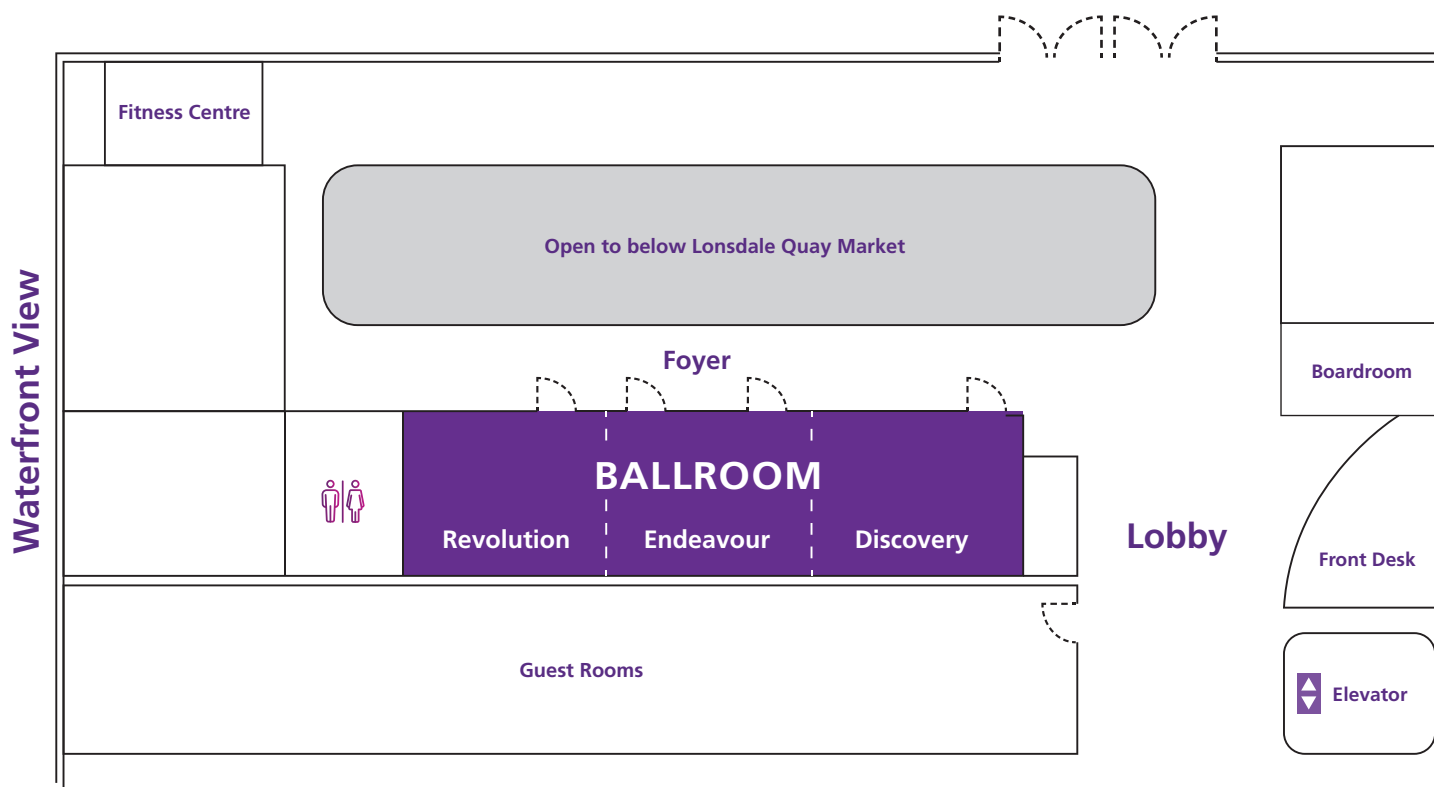 Fitness Centre
Open to below Lonsdale Quay Market
Waterfront View
Foyer
Boardroom
BALLROOM
Revolution
Endeavour
Discovery
Lobby
Front Desk
Guest Rooms
Elevator